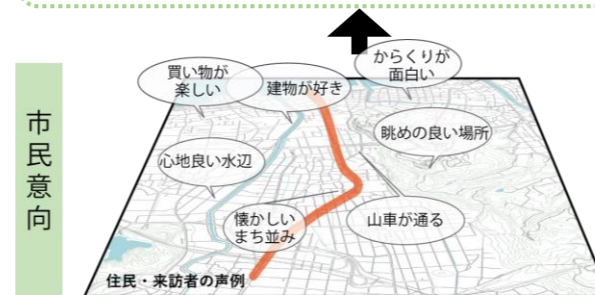 市民意向
買い物が
楽しい
建物が好き
からくりが
面白い
眺めの良い場所
心地良い水辺
懐かしい
まち並み
山車が通る
住民・来訪者の声例